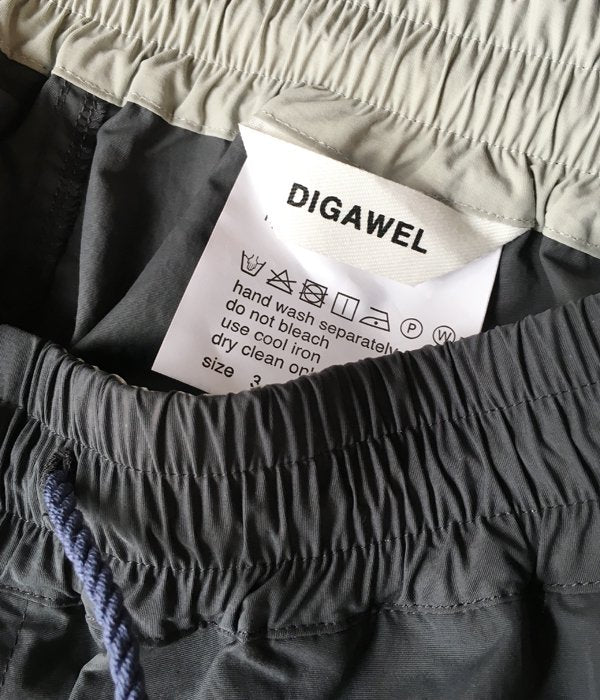 DIGAWEL
P W
hand wash separately
do not bleach
use cool iron
dry clean only
size 3